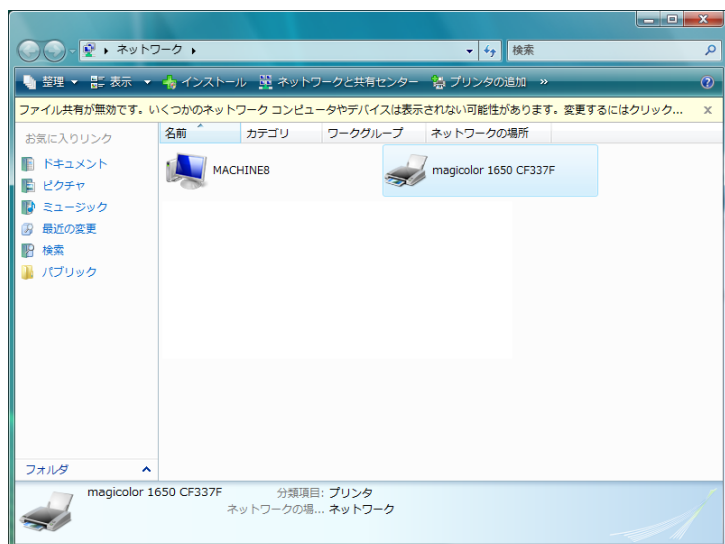 ネットワーク
検索
整理 表示 インストール ネットワークと共有センター プリンタの追加 »
ファイル共有が無効です。いくつかのネットワーク コンピュータやデバイスは表示されない可能性があります。変更するにはクリック...
お気に入りリンク
ドキュメント
ピクチャ
ミュージック
最近の変更
検索
パブリック
フォルダ
名前 カテゴリ ワークグループ ネットワークの場所
MACHINE8
magicolor 1650 CF337F
magicolor 1650 CF337F
分類項目: プリンタ
ネットワークの場... ネットワーク